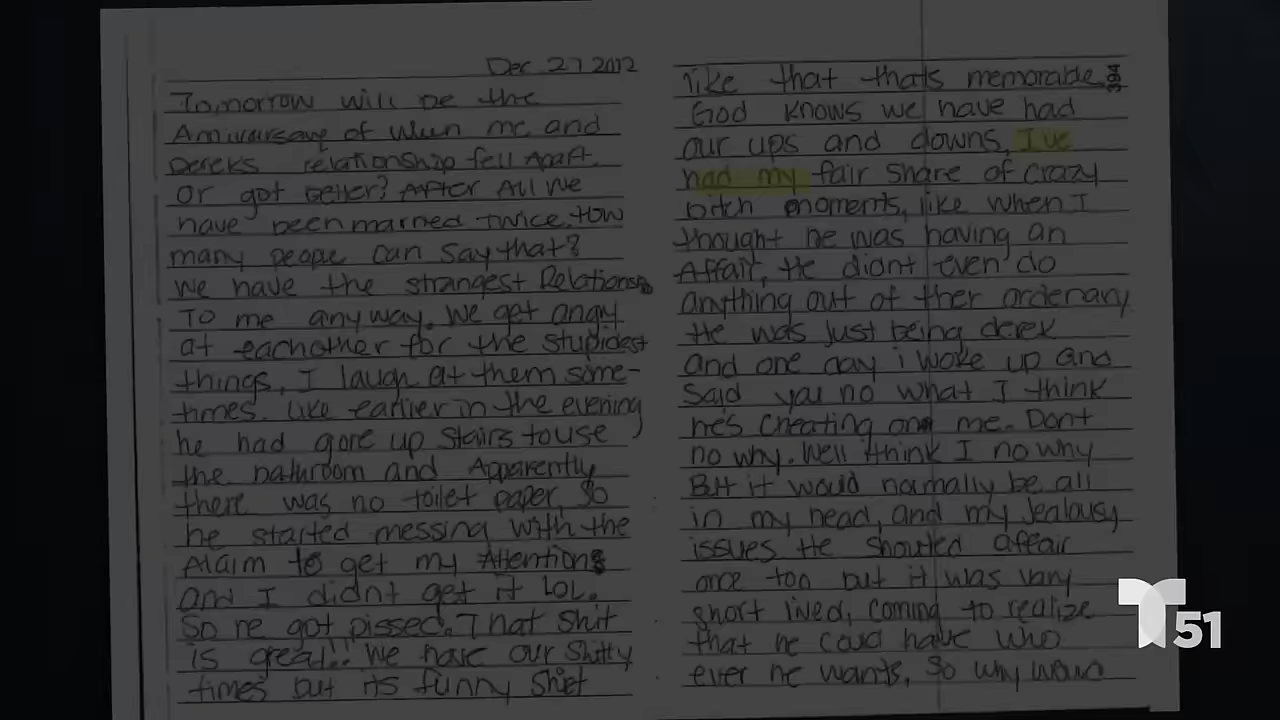 Dec 27 2012
Tomorrow will be the
Anniversary of when me and
Dereks relationship fell Apart.
or got better? After All we
have been married twice. How
many people can say that?
We have the strangest Relationship
To me anyway. We get angry
at eachother for the stupidest
things, I laugh at them some-
times. Like earlier in the evening
he had gone up stairs to use
the bathroom and Apparently
there was no toilet paper, so
he started messing with the
Alarm to get my Attention
and I didnt get it LOL.
So he got pissed. That shit
is great!! We have our shitty
times but its funny shit
like that thats memorable
God knows we have had
our ups and downs, I've
had my fair share of crazy
bitch moments, like when I
thought he was having an
Affair, He didnt even do
anything out of ther ordenary
He was just being derek
and one day i woke up and
Said you no what I think
he's cheating on me. Dont
no why. Well think I no why
But it would normally be all
in my head, and my jealousy
issues He shouted affair
once too but it was vary
short lived, coming to realize
that he could have who
ever he wants, so why would
T 51